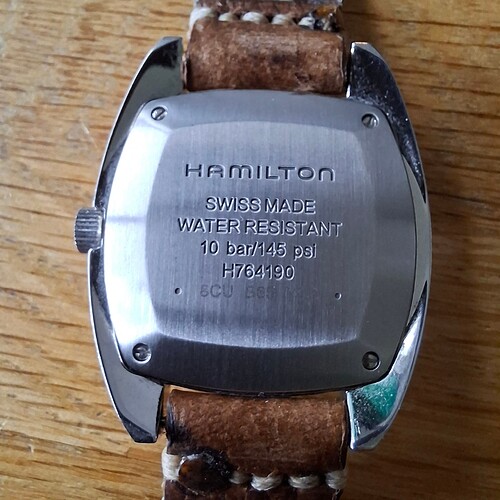 HAMILTON
SWISS MADE
WATER RESISTANT
10 bar/145 psi
H764190